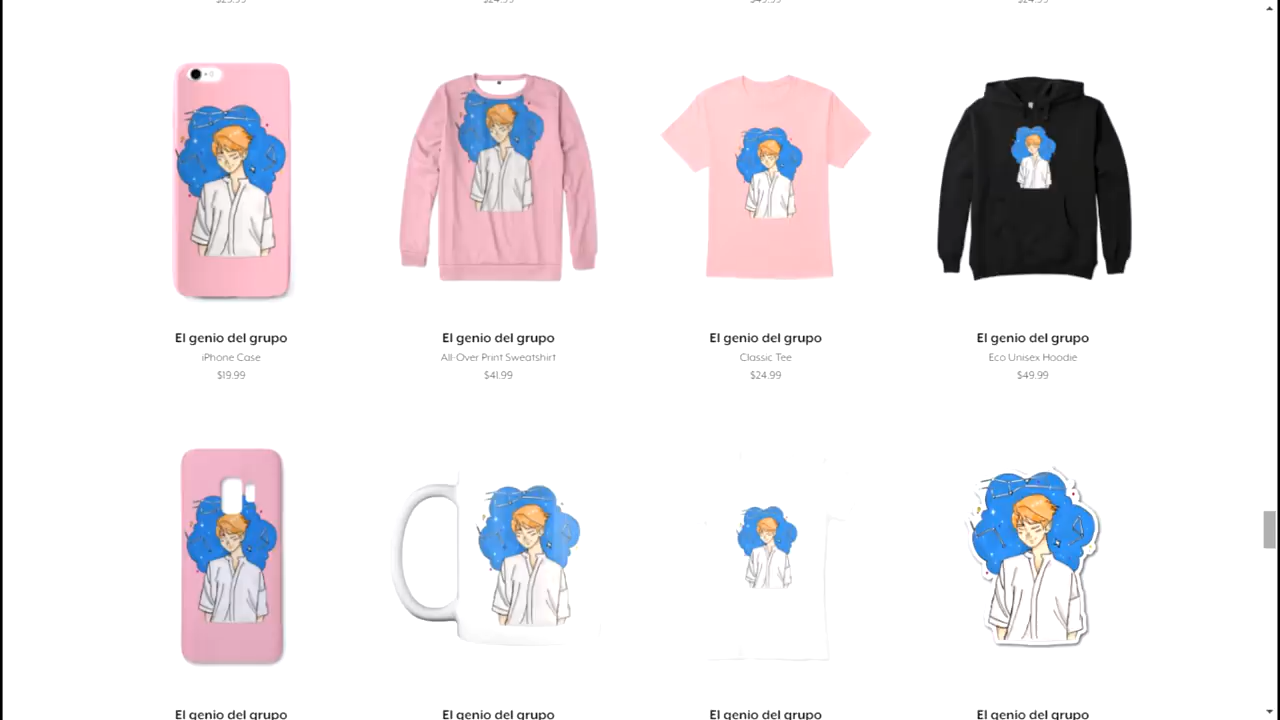 El genio del grupo
iPhone Case
$19.99
El genio del grupo
All-Over Print Sweatshirt
$41.99
El genio del grupo
Classic Tee
$24.99
El genio del grupo
Eco Unisex Hoodie
$49.99
El genio del grupo
El genio del grupo
El genio del grupo
El genio del grupo